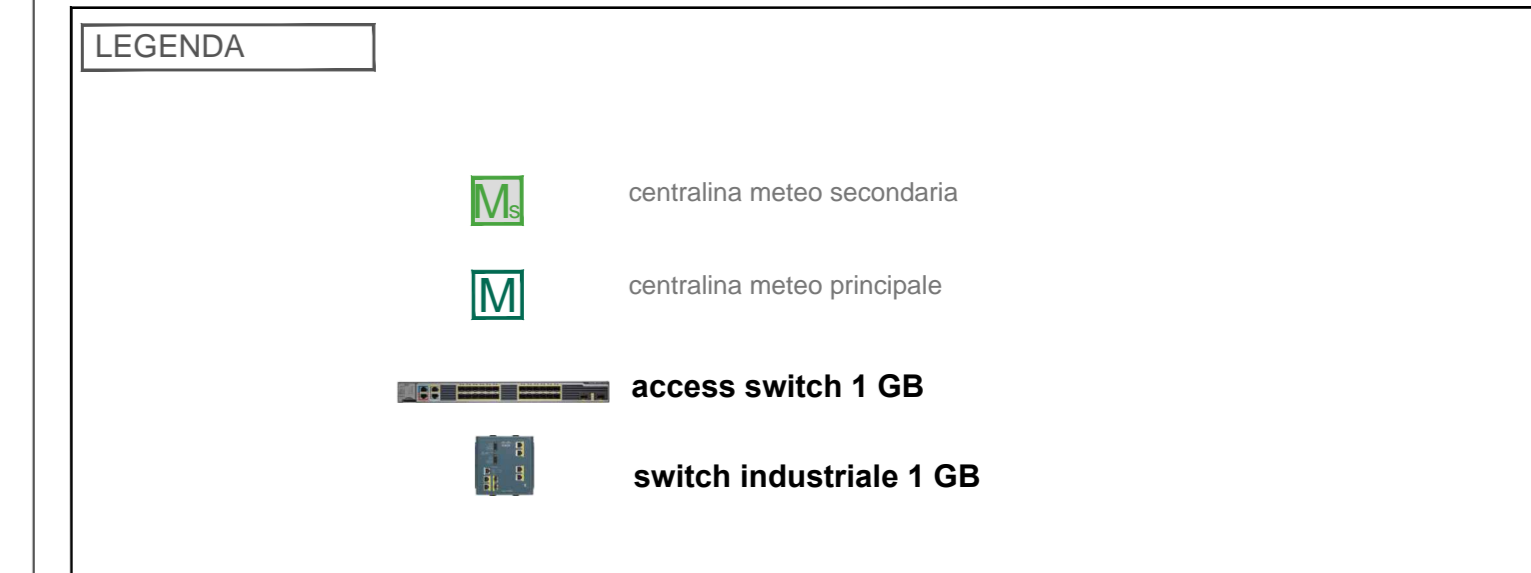 LEGENDA
Ms
centralina meteo secondaria
M
centralina meteo principale
access switch 1 GB
switch industriale 1 GB